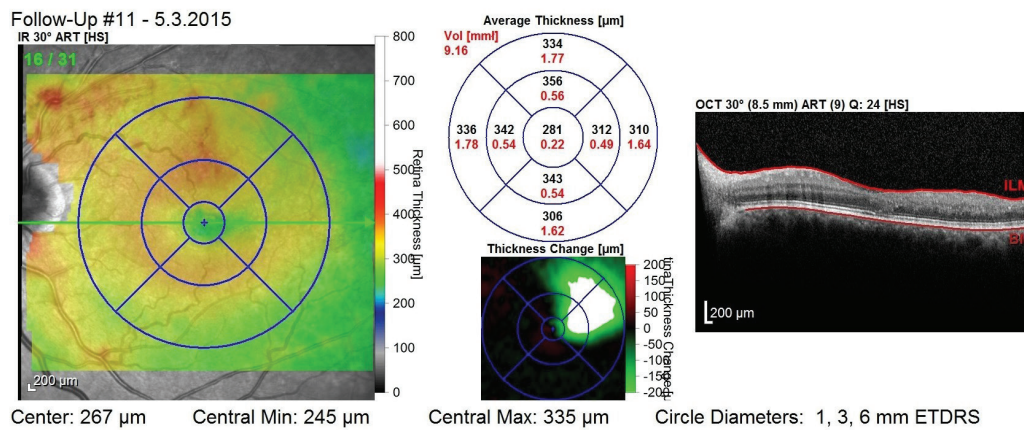 Follow-Up #11 - 5.3.2015
IR 30° ART [HS]
16 / 31
200 µm
800
700
600
500
400
300
200
100
0
Retina Thickness [µm]
Average Thickness [µm]
Vol [mm³]
9.16
334
1.77
356
0.56
336 342 281 312 310
1.78 0.54 0.22 0.49 1.64
343
0.54
306
1.62
Thickness Change [µm]
200
150
100
50
0
-50
-100
-150
-200
OCT 30° (8.5 mm) ART (9) Q: 24 [HS]
ILM
200 µm
Center: 267 µm Central Min: 245 µm Central Max: 335 µm Circle Diameters: 1, 3, 6 mm ETDRS